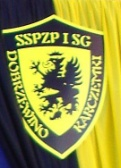 SSPZP I SG
DOBRZEWINO
KARCZEMKI